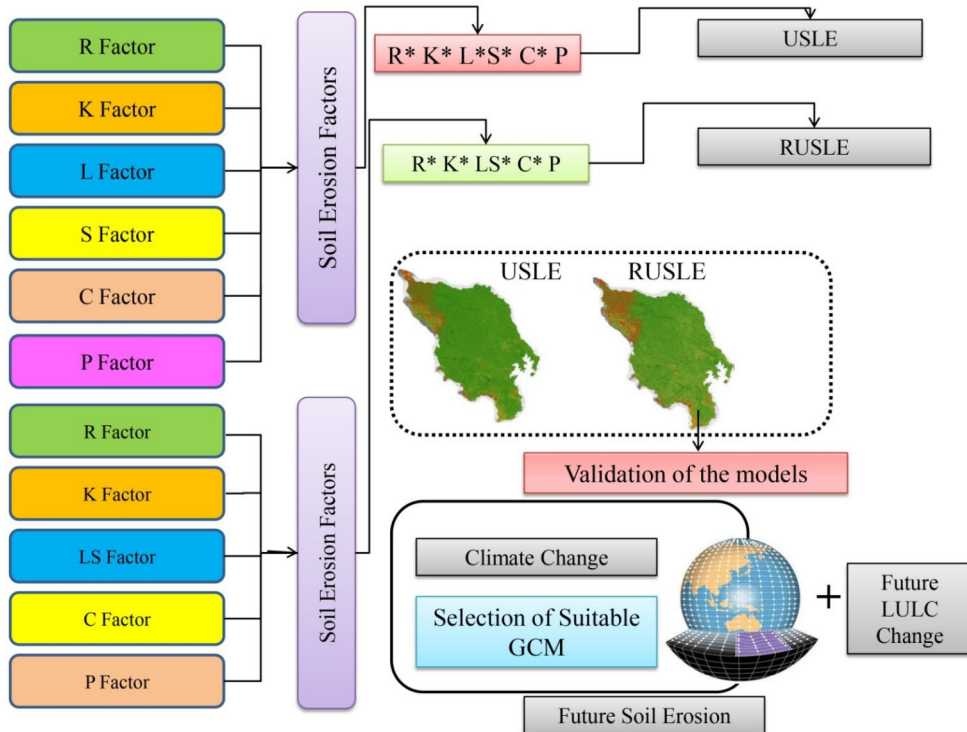 R Factor
K Factor
L Factor
S Factor
C Factor
P Factor
Soil Erosion Factors
R* K* L*S* C* P
USLE
R* K* LS* C* P
RUSLE
USLE
RUSLE
Validation of the models
R Factor
K Factor
LS Factor
C Factor
P Factor
Soil Erosion Factors
Climate Change
Selection of Suitable
GCM
+
Future
LULC
Change
Future Soil Erosion